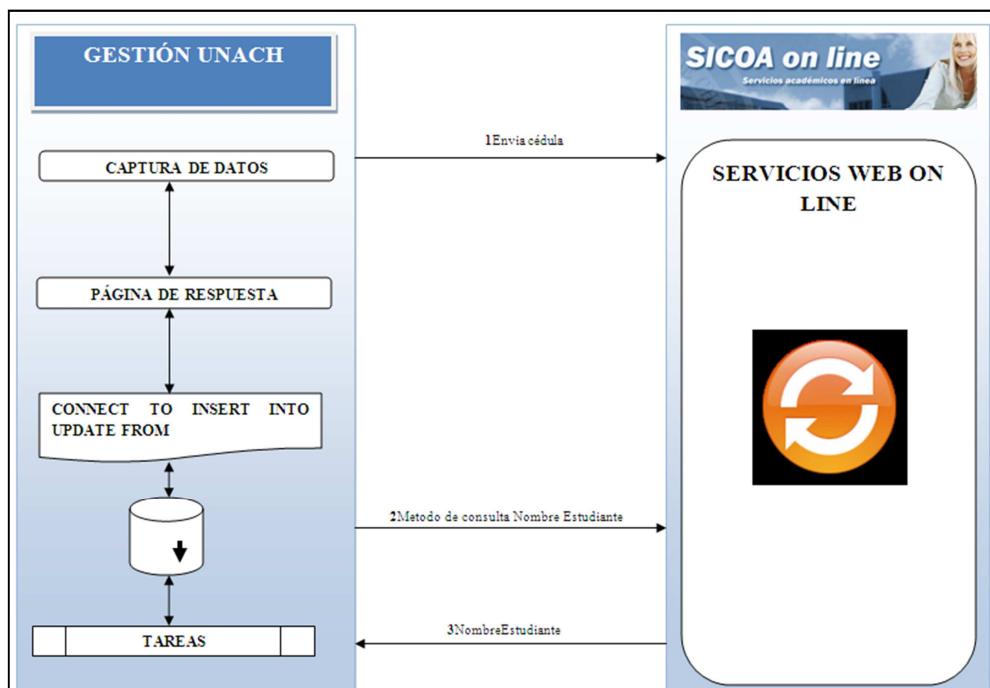 GESTIÓN UNACH
CAPTURA DE DATOS
PÁGINA DE RESPUESTA
CONNECT TO INSERT INTO
UPDATE FROM
TAREAS
1Envia cédula
2Metodo de consulta Nombre Estudiante
3NombreEstudiante
SICOA on line
Servicios académicos en línea
SERVICIOS WEB ON
LINE